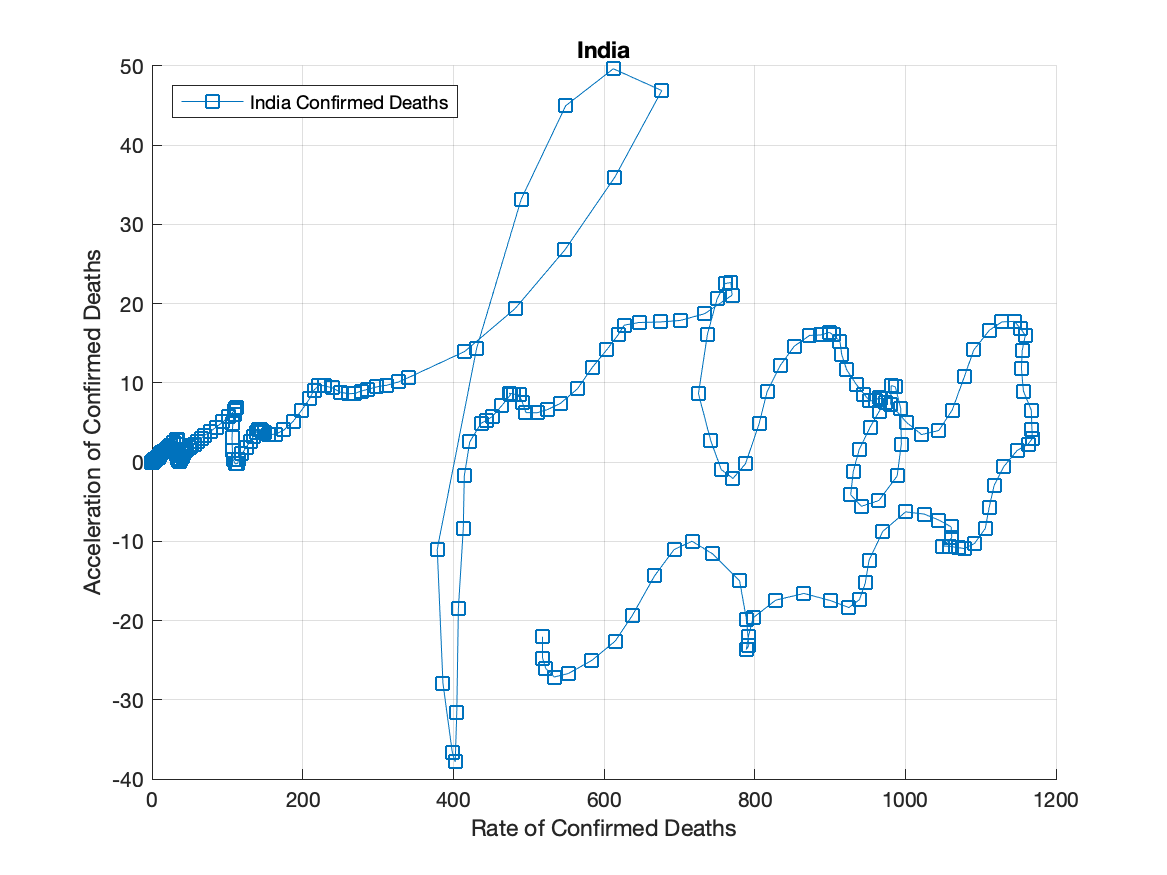 India
India Confirmed Deaths
50
40
30
20
10
0
-10
-20
-30
-40
Acceleration of Confirmed Deaths
0 200 400 600 800 1000 1200
Rate of Confirmed Deaths